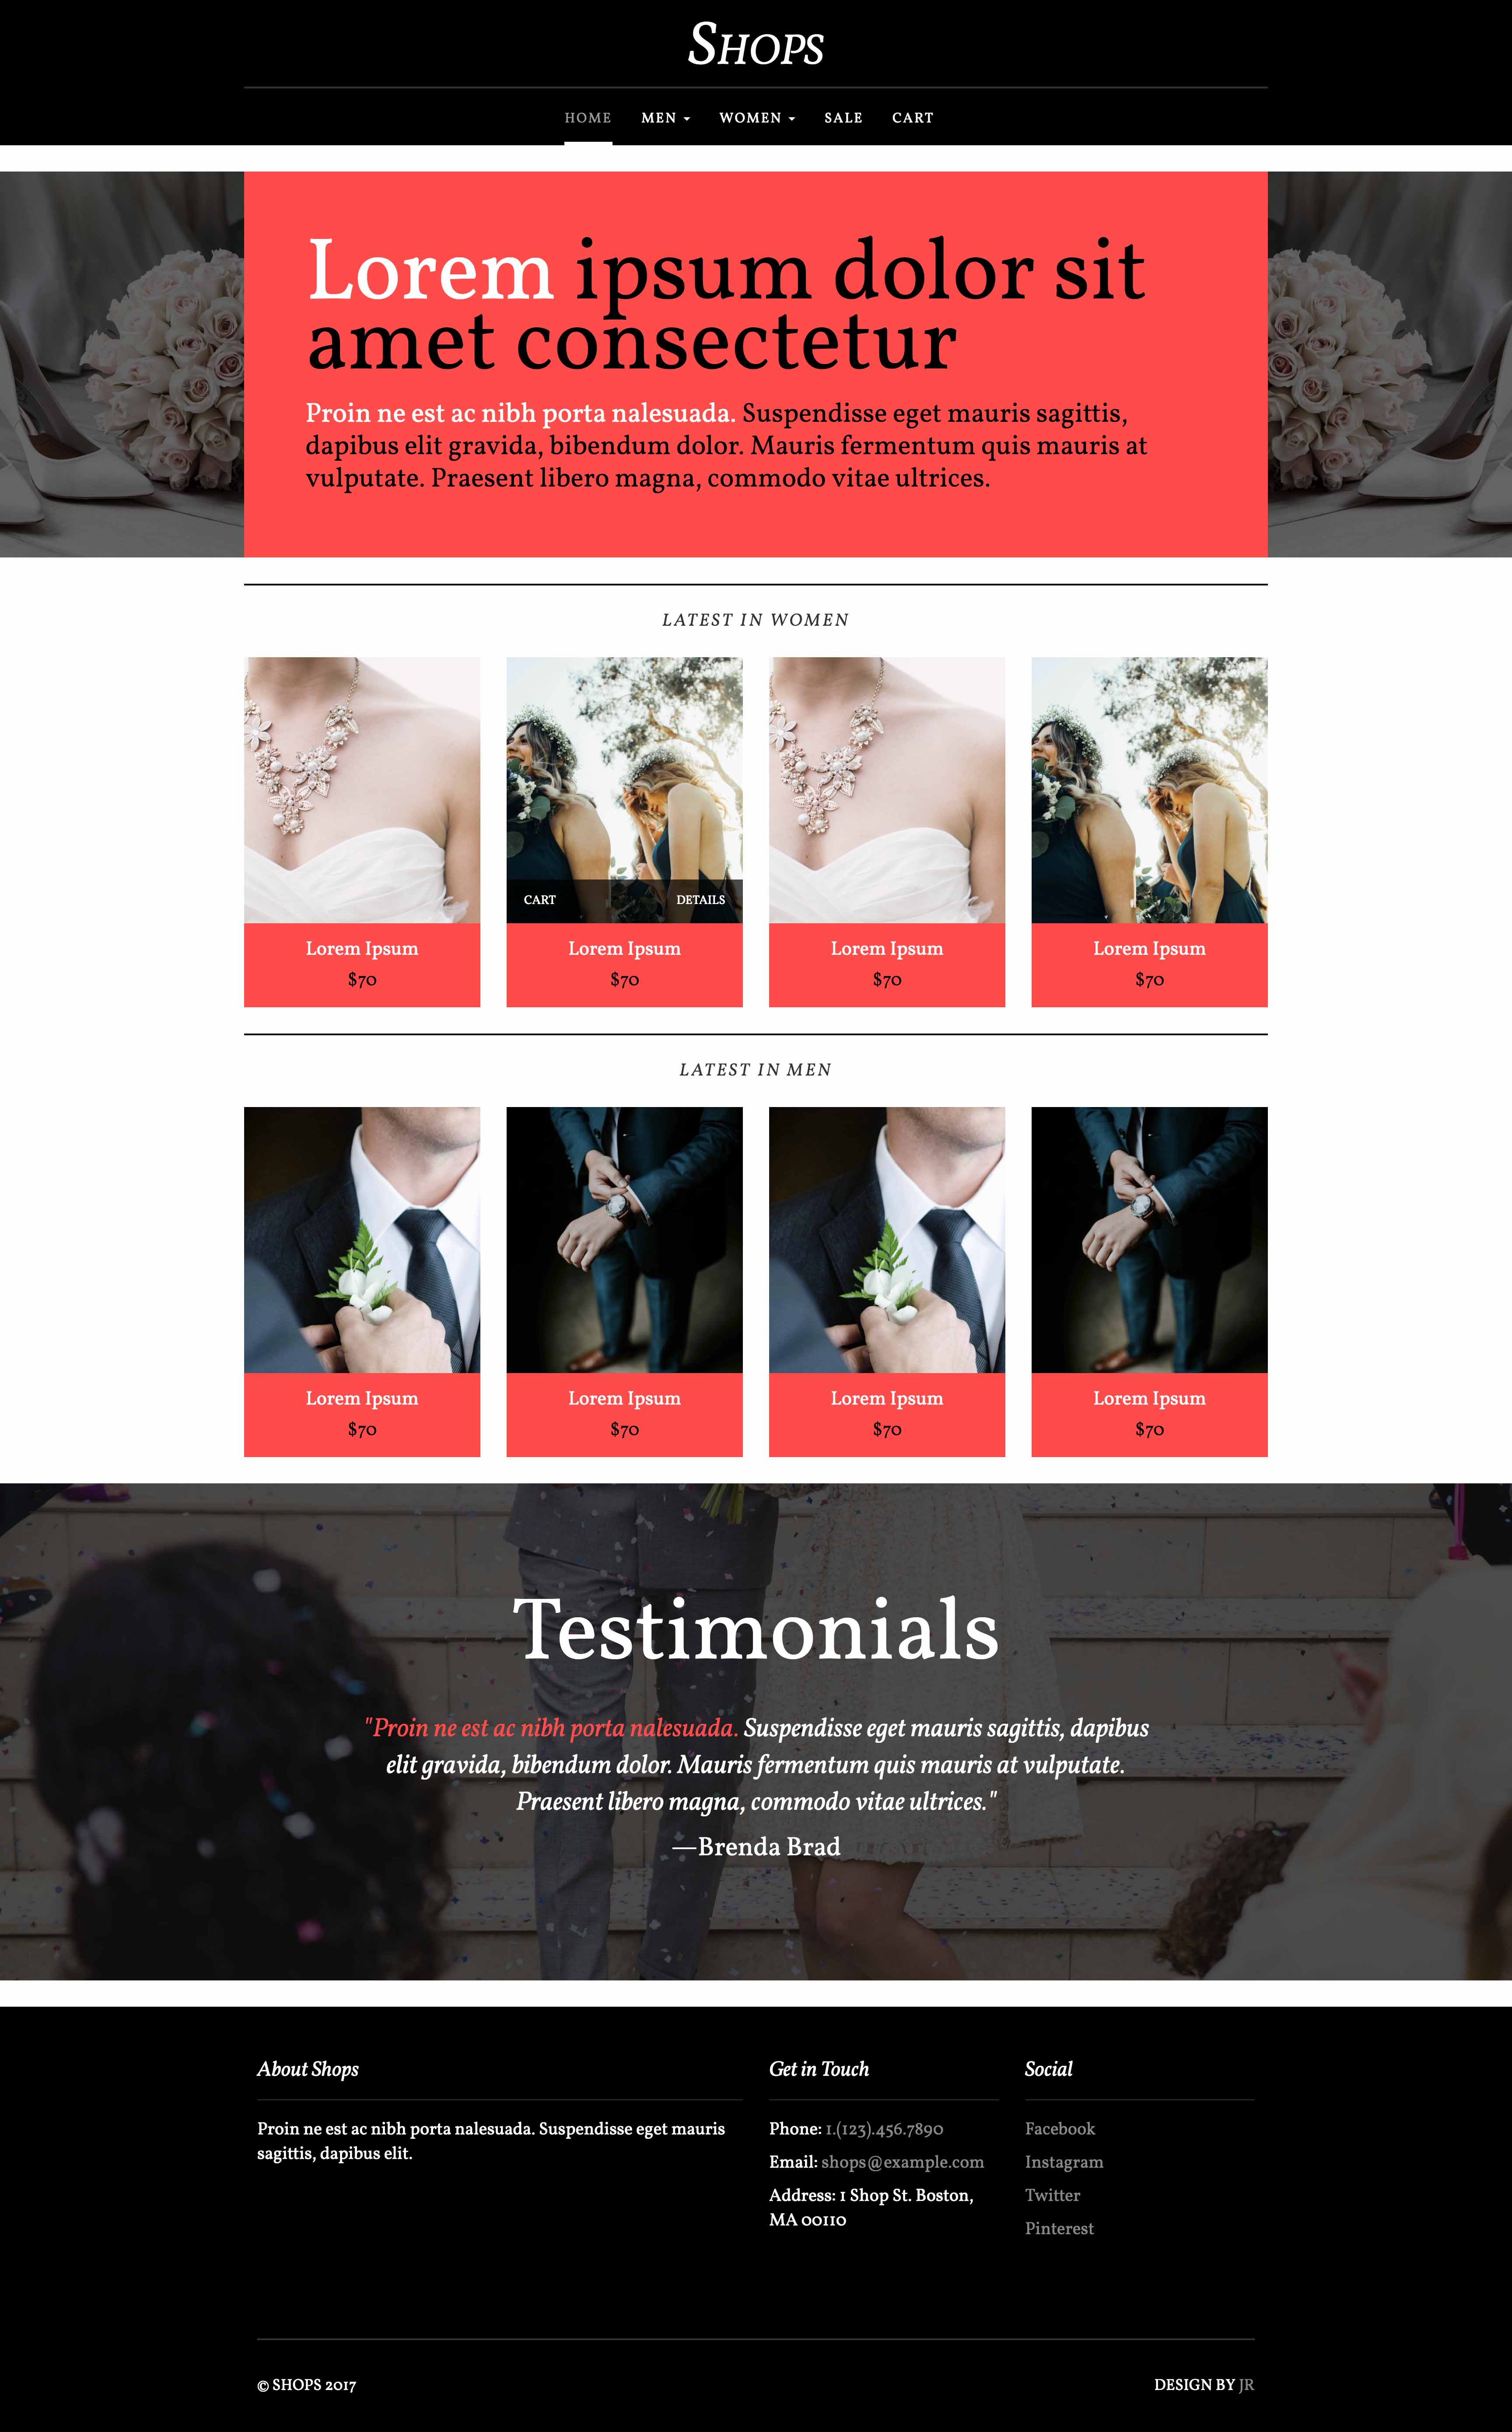 SHOPS
HOME MEN WOMEN SALE CART
Lorem ipsum dolor sit
amet consectetur
Proin ne est ac nibh porta nalesuada. Suspendisse eget mauris sagittis,
dapibus elit gravida, bibendum dolor. Mauris fermentum quis mauris at
vulputate. Praesent libero magna, commodo vitae ultrices.
LATEST IN WOMEN
CART DETAILS
Lorem Ipsum Lorem Ipsum Lorem Ipsum Lorem Ipsum
$70 $70 $70 $70
LATEST IN MEN
Lorem Ipsum Lorem Ipsum Lorem Ipsum Lorem Ipsum
$70 $70 $70 $70
Testimonials
"Proin ne est ac nibh porta nalesuada. Suspendisse eget mauris sagittis, dapibus
elit gravida, bibendum dolor. Mauris fermentum quis mauris at vulputate.
Praesent libero magna, commodo vitae ultrices."
—Brenda Brad
About Shops
Proin ne est ac nibh porta nalesuada. Suspendisse eget mauris
sagittis, dapibus elit.
Get in Touch
Phone: 1.(123).456.7890
Email: shops@example.com
Address: 1 Shop St. Boston,
MA 00110
Social
Facebook
Instagram
Twitter
Pinterest
© SHOPS 2017
DESIGN BY JR